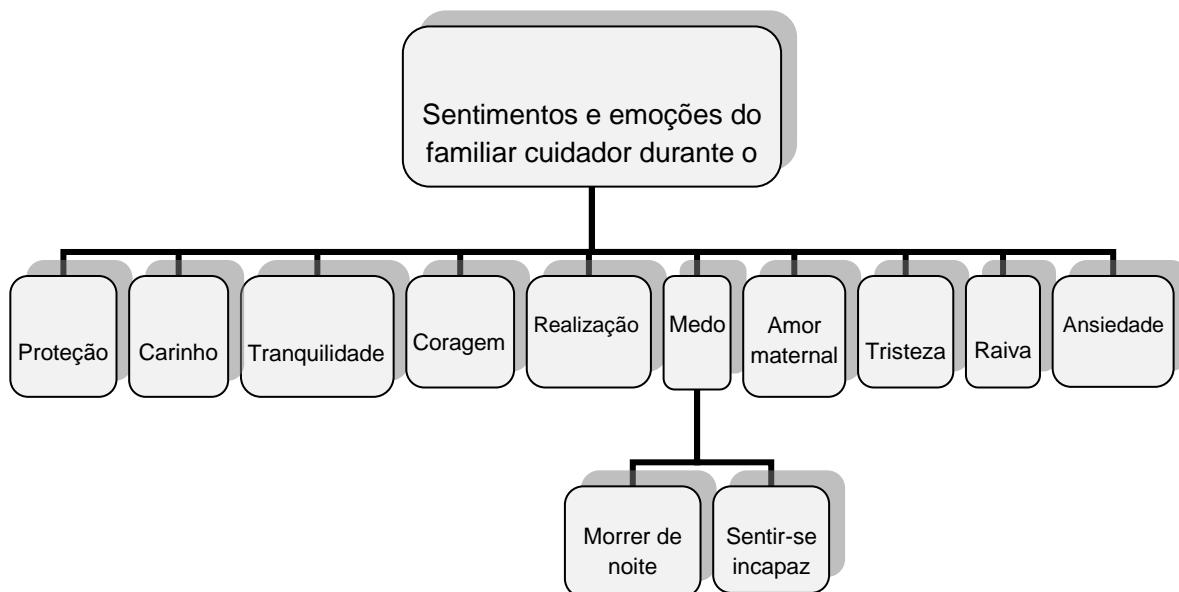 Sentimentos e emoções do
familiar cuidador durante o
Proteção
Carinho
Tranquilidade
Coragem
Realização
Medo
Amor
maternal
Tristeza
Raiva
Ansiedade
Morrer de
noite
Sentir-se
incapaz